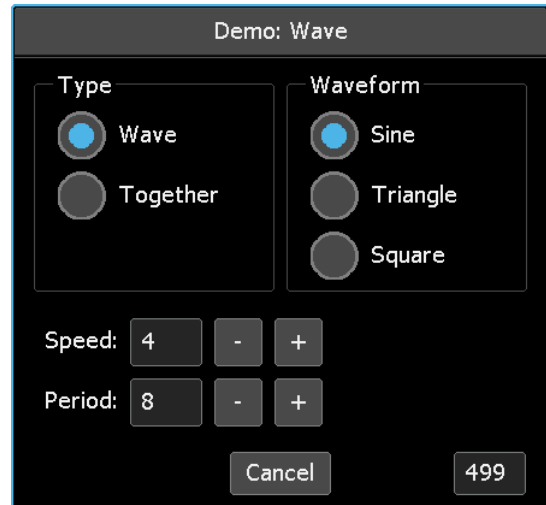 Demo: Wave
Type
Wave
Together
Waveform
Sine
Triangle
Square
Speed: 4 - +
Period: 8 - +
Cancel 499